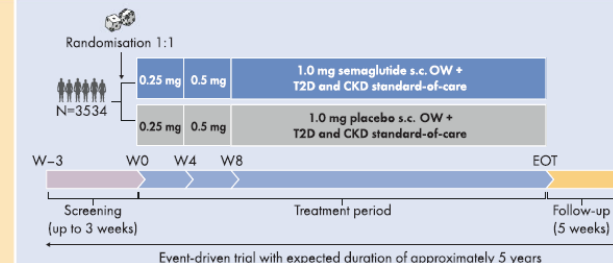 Randomisation 1:1
N=3534
0.25 mg
0.5 mg
1.0 mg semaglutide s.c. OW +
T2D and CKD standard-of-care
0.25 mg
0.5 mg
1.0 mg placebo s.c. OW +
T2D and CKD standard-of-care
W–3
W0
W4
W8
EOT
Screening
(up to 3 weeks)
Treatment period
Follow-up
(5 weeks)
Event-driven trial with expected duration of approximately 5 years